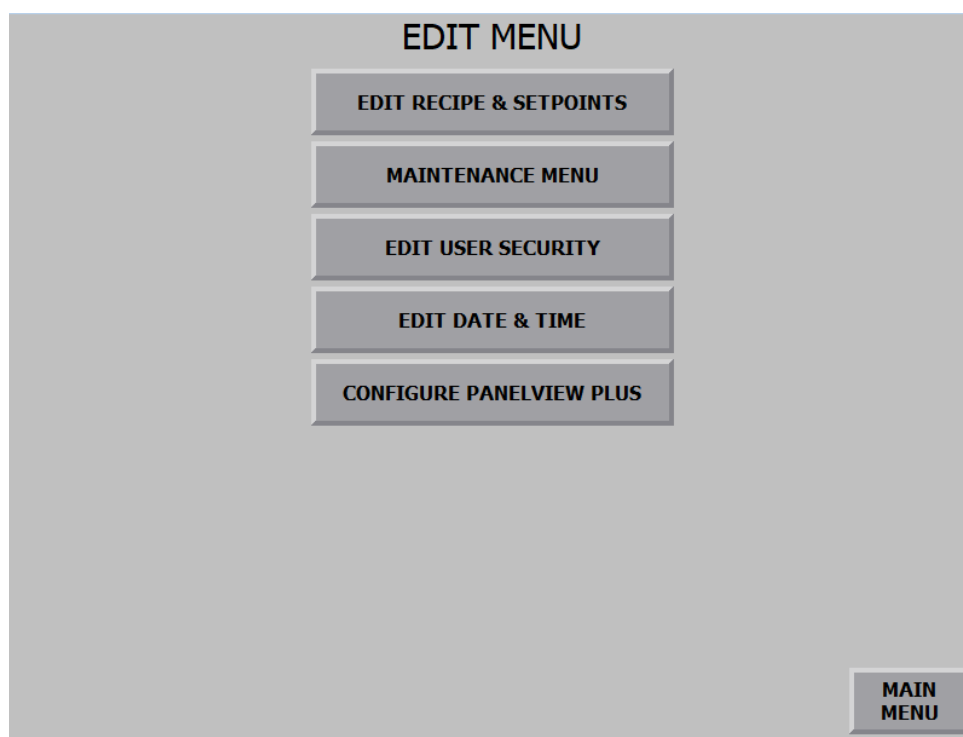 EDIT MENU
EDIT RECIPE & SETPOINTS
MAINTENANCE MENU
EDIT USER SECURITY
EDIT DATE & TIME
CONFIGURE PANELVIEW PLUS
MAIN
MENU